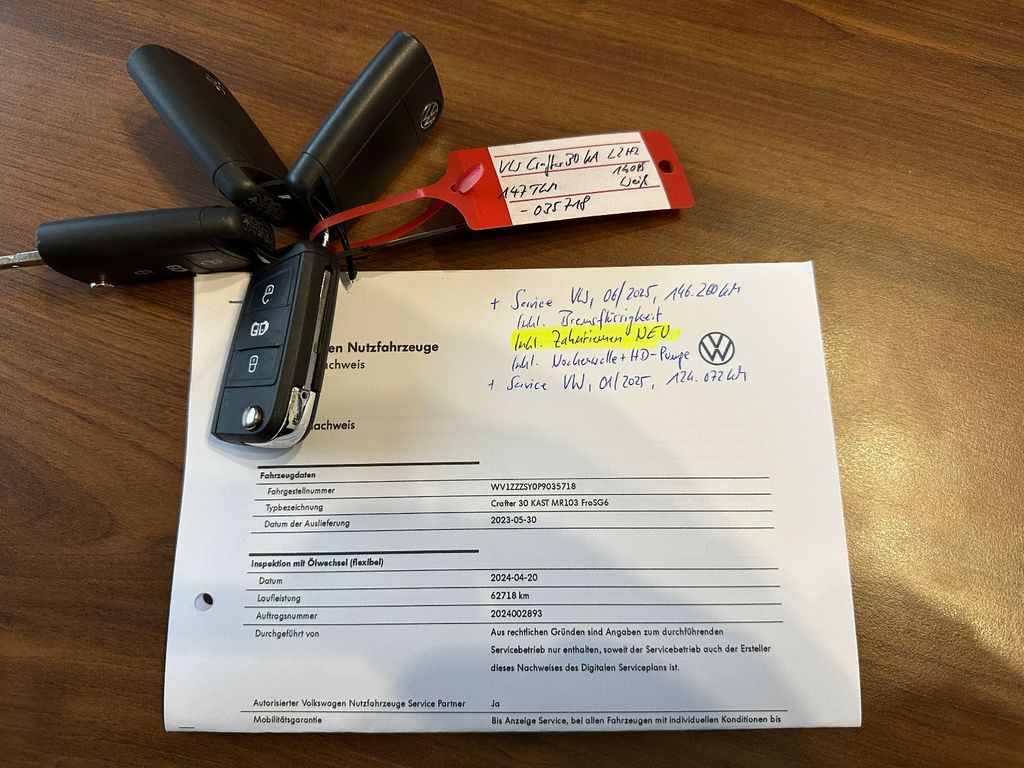 VW Crafter 30 KA L2H2
140PS
147 TKM Weiß
- 035718
+ Service VW, 06/2025, 146.200 KM
Inkl. Bremsflüssigkeit
Inkl. Zahnriemen NEU
Inkl. Nockenwelle + HD-Pumpe
+ Service VW, 01/2025, 124.072 KM
en Nutzfahrzeuge
achweis
achweis
Fahrzeugdaten
Fahrgestellnummer WV1ZZZSY0P9035718
Typbezeichnung Crafter 30 KAST MR103 FroSG6
Datum der Auslieferung 2023-05-30
Inspektion mit Ölwechsel (flexibel)
Datum 2024-04-20
Laufleistung 62718 km
Auftragsnummer 2024002893
Durchgeführt von Aus rechtlichen Gründen sind Angaben zum durchführenden
Servicebetrieb nur enthalten, soweit der Servicebetrieb auch der Ersteller
dieses Nachweises des Digitalen Serviceplans ist.
Autorisierter Volkswagen Nutzfahrzeuge Service Partner Ja
Mobilitätsgarantie Bis Anzeige Service, bei allen Fahrzeugen mit individuellen Konditionen bis